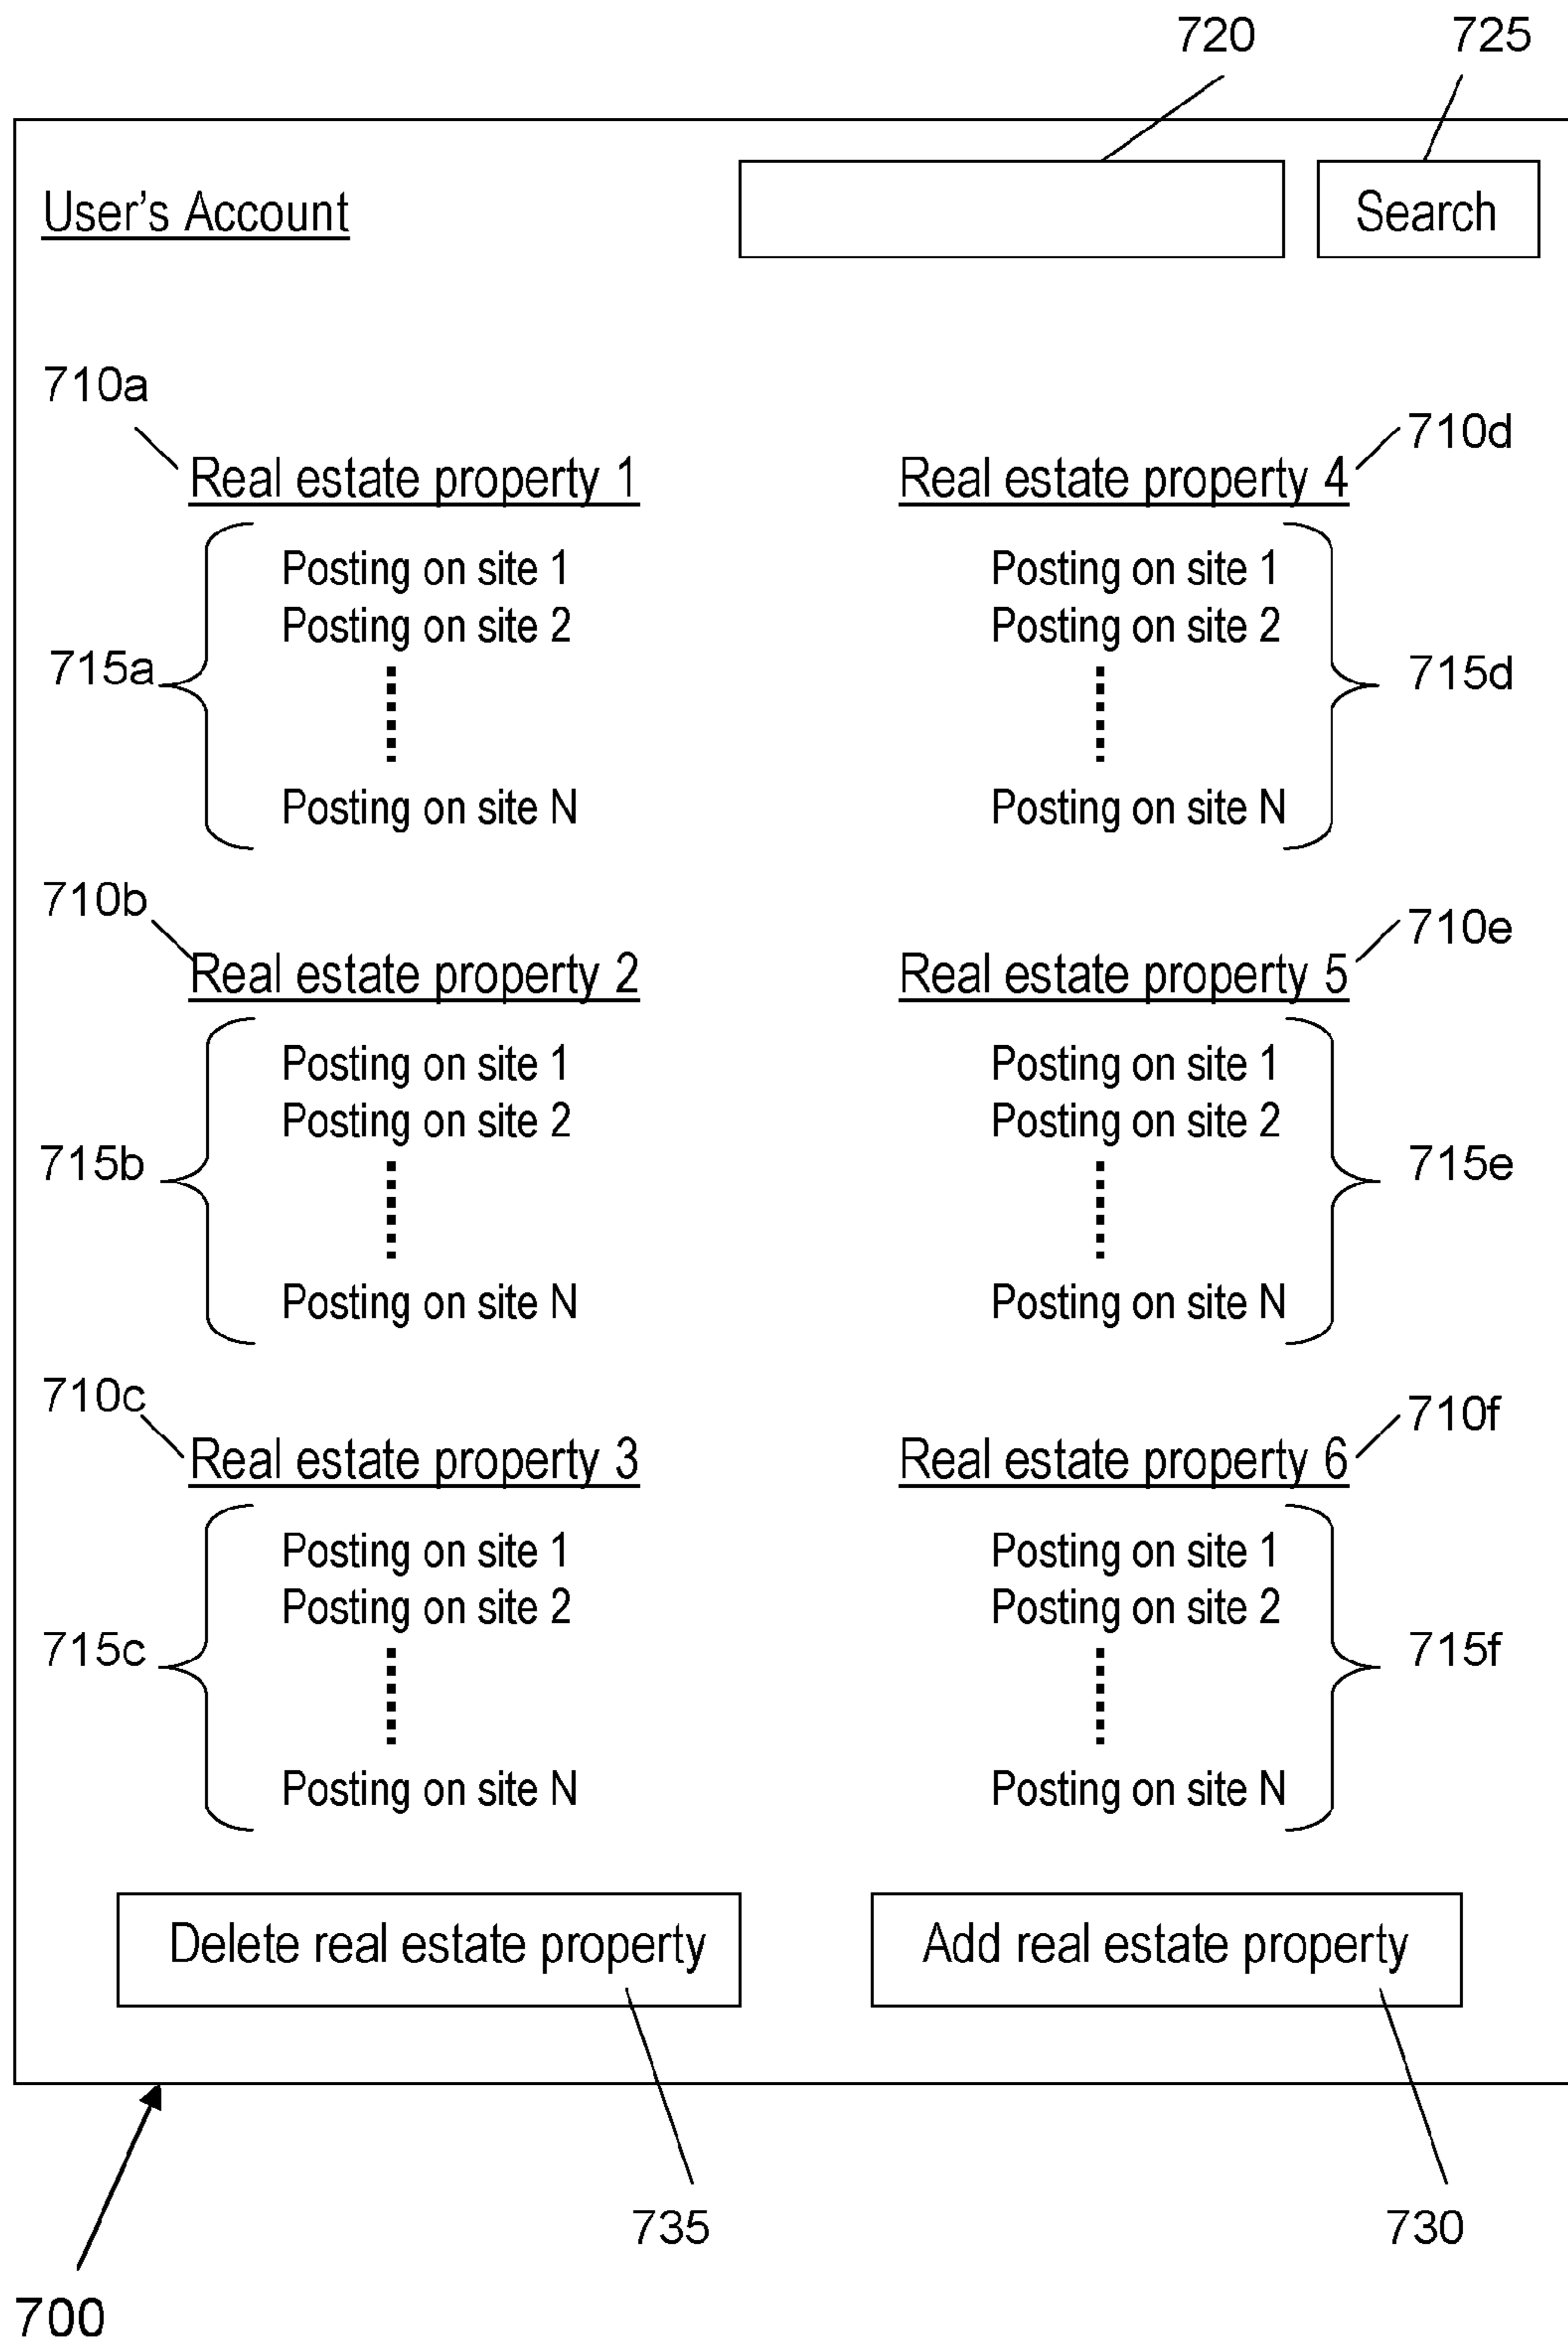 720 725
User's Account Search
710a
710d
Real estate property 1 Real estate property 4
Posting on site 1 Posting on site 1
Posting on site 2 Posting on site 2
715a 715d
Posting on site N Posting on site N
710b
710e
Real estate property 2 Real estate property 5
Posting on site 1 Posting on site 1
Posting on site 2 Posting on site 2
715b 715e
Posting on site N Posting on site N
710c 710f
Real estate property 3 Real estate property 6
Posting on site 1 Posting on site 1
Posting on site 2 Posting on site 2
715c 715f
Posting on site N Posting on site N
Delete real estate property Add real estate property
735 730
700